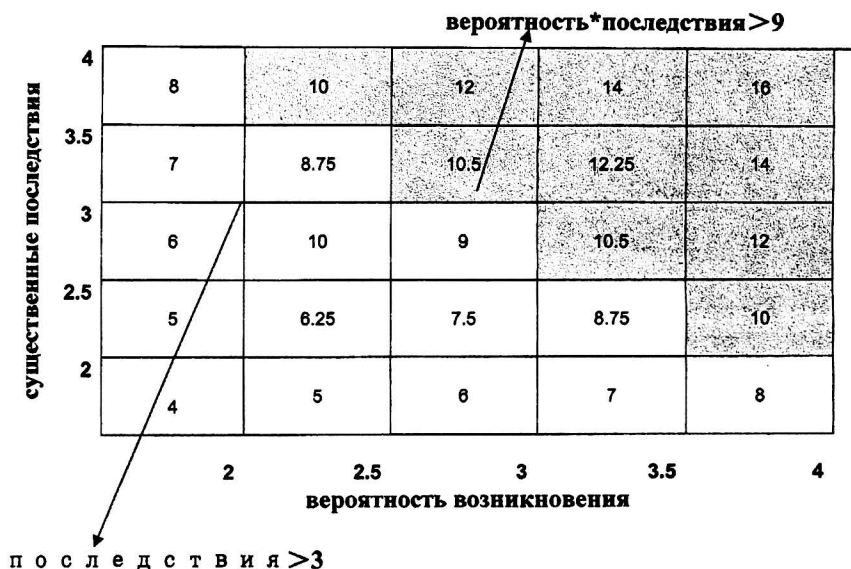 вероятность*последствия>9
4
8 10 12 14 16
3.5
7 8.75 10.5 12.25 14
3
6 10 9 10.5 12
2.5
5 6.25 7.5 8.75 10
2
4 5 6 7 8
существенные последствия
2 2.5 3 3.5 4
вероятность возникновения
последствия>3